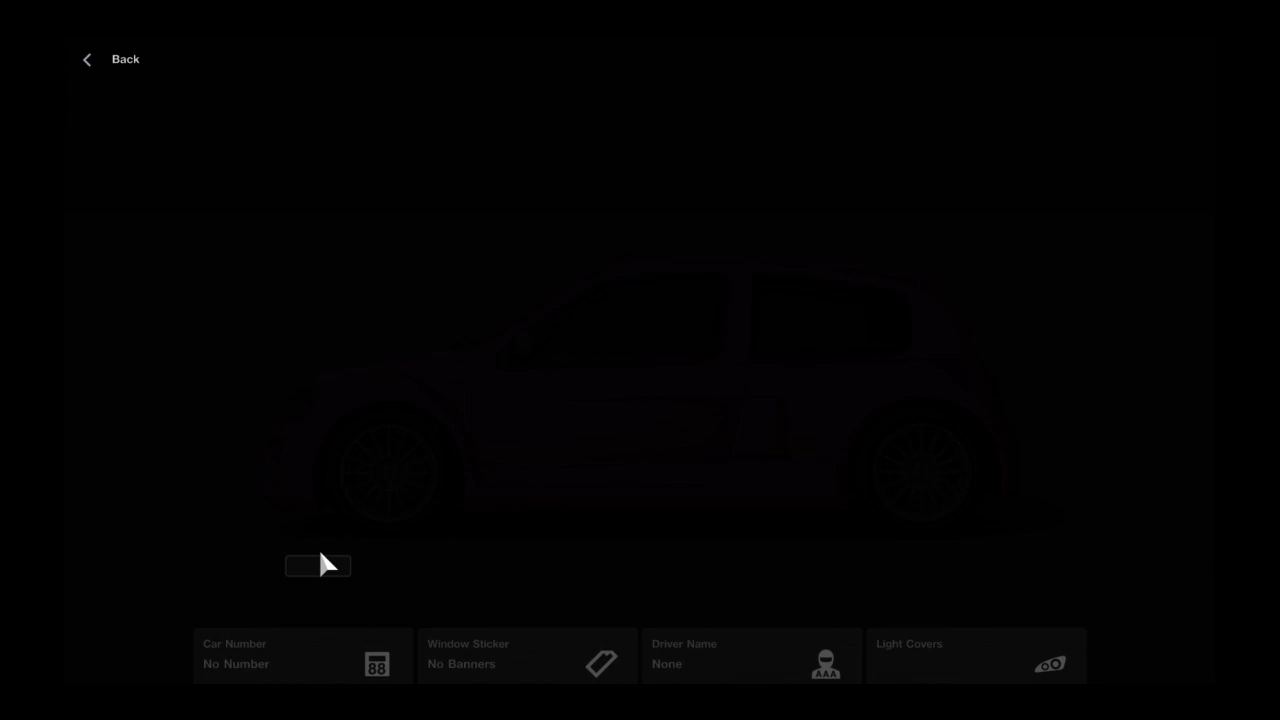 Back
Car Number
No Number
88
Window Sticker
No Banners
Driver Name
None
AAA
Light Covers